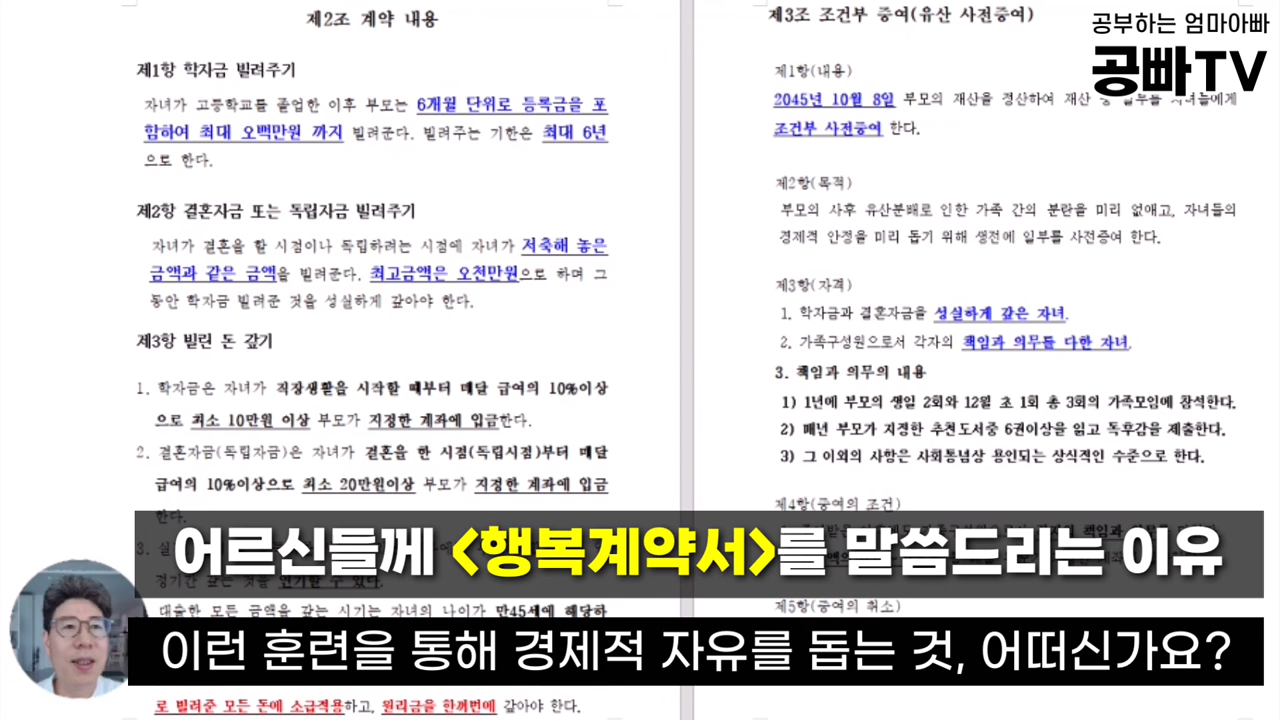 제2조 계약 내용
제1항 학자금 빌려주기
자녀가 고등학교를 졸업한 이후 부모는 6개월 단위로 등록금을 포
함하여 최대 오백만원 까지 빌려준다. 빌려주는 기한은 최대 6년
으로 한다.
제2항 결혼자금 또는 독립자금 빌려주기
자녀가 결혼을 할 시점이나 독립하려는 시점에 자녀가 저축해 놓은
금액과 같은 금액을 빌려준다. 최고금액은 오천만원으로 하며 그
동안 학자금 빌려준 것을 성실하게 갚아야 한다.
제3항 빌린 돈 갚기
1. 학자금은 자녀가 직장생활을 시작할 때부터 매달 급여의 10%이상
으로 최소 10만원 이상 부모가 지정한 계좌에 입금한다.
2. 결혼자금(독립자금)은 자녀가 결혼을 한 시점(독립시점)부터 매달
급여의 10%이상으로 최소 20만원이상 부모가 지정한 계좌에 입금
한다.
3.
정기간 갚는 것을 연기할 수 있다.
대출한 모든 금액을 갚는 시기는 자녀의 나이가 만45세에 해당하
로 빌려준 모든 돈에 소급적용하고, 원리금을 한꺼번에 갚아야 한다.
제3조 조건부 증여(유산 사전증여)
제1항(내용)
2045년 10월 8일 부모의 재산을 정산하여 재산 중 일부를 자녀들에게
조건부 사전증여 한다.
제2항(목적)
부모의 사후 유산분배로 인한 가족 간의 분란을 미리 없애고, 자녀들의
경제적 안정을 미리 돕기 위해 생전에 일부를 사전증여 한다.
제3항(자격)
1. 학자금과 결혼자금을 성실하게 갚은 자녀.
2. 가족구성원으로서 각자의 책임과 의무를 다한 자녀.
3. 책임과 의무의 내용
1) 1년에 부모의 생일 2회와 12월 초 1회 총 3회의 가족모임에 참석한다.
2) 매년 부모가 지정한 추천도서중 6권이상을 읽고 독후감을 제출한다.
3) 그 이외의 사항은 사회통념상 용인되는 상식적인 수준으로 한다.
제4항(증여의 조건)
제5항(증여의 취소)
공부하는 엄마아빠
공빠TV
어르신들께 <행복계약서>를 말씀드리는 이유
이런 훈련을 통해 경제적 자유를 돕는 것, 어떠신가요?